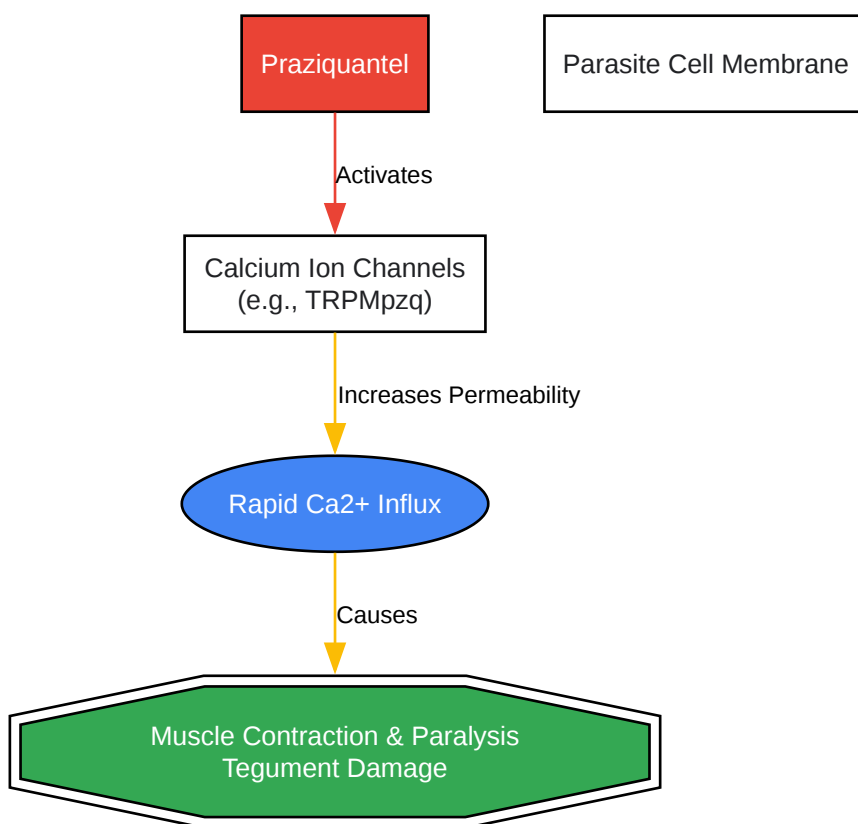 Praziquantel
Parasite Cell Membrane
Activates
Calcium Ion Channels
(e.g., TRPMpzq)
Increases Permeability
Rapid Ca2+ Influx
Causes
Muscle Contraction & Paralysis
Tegument Damage